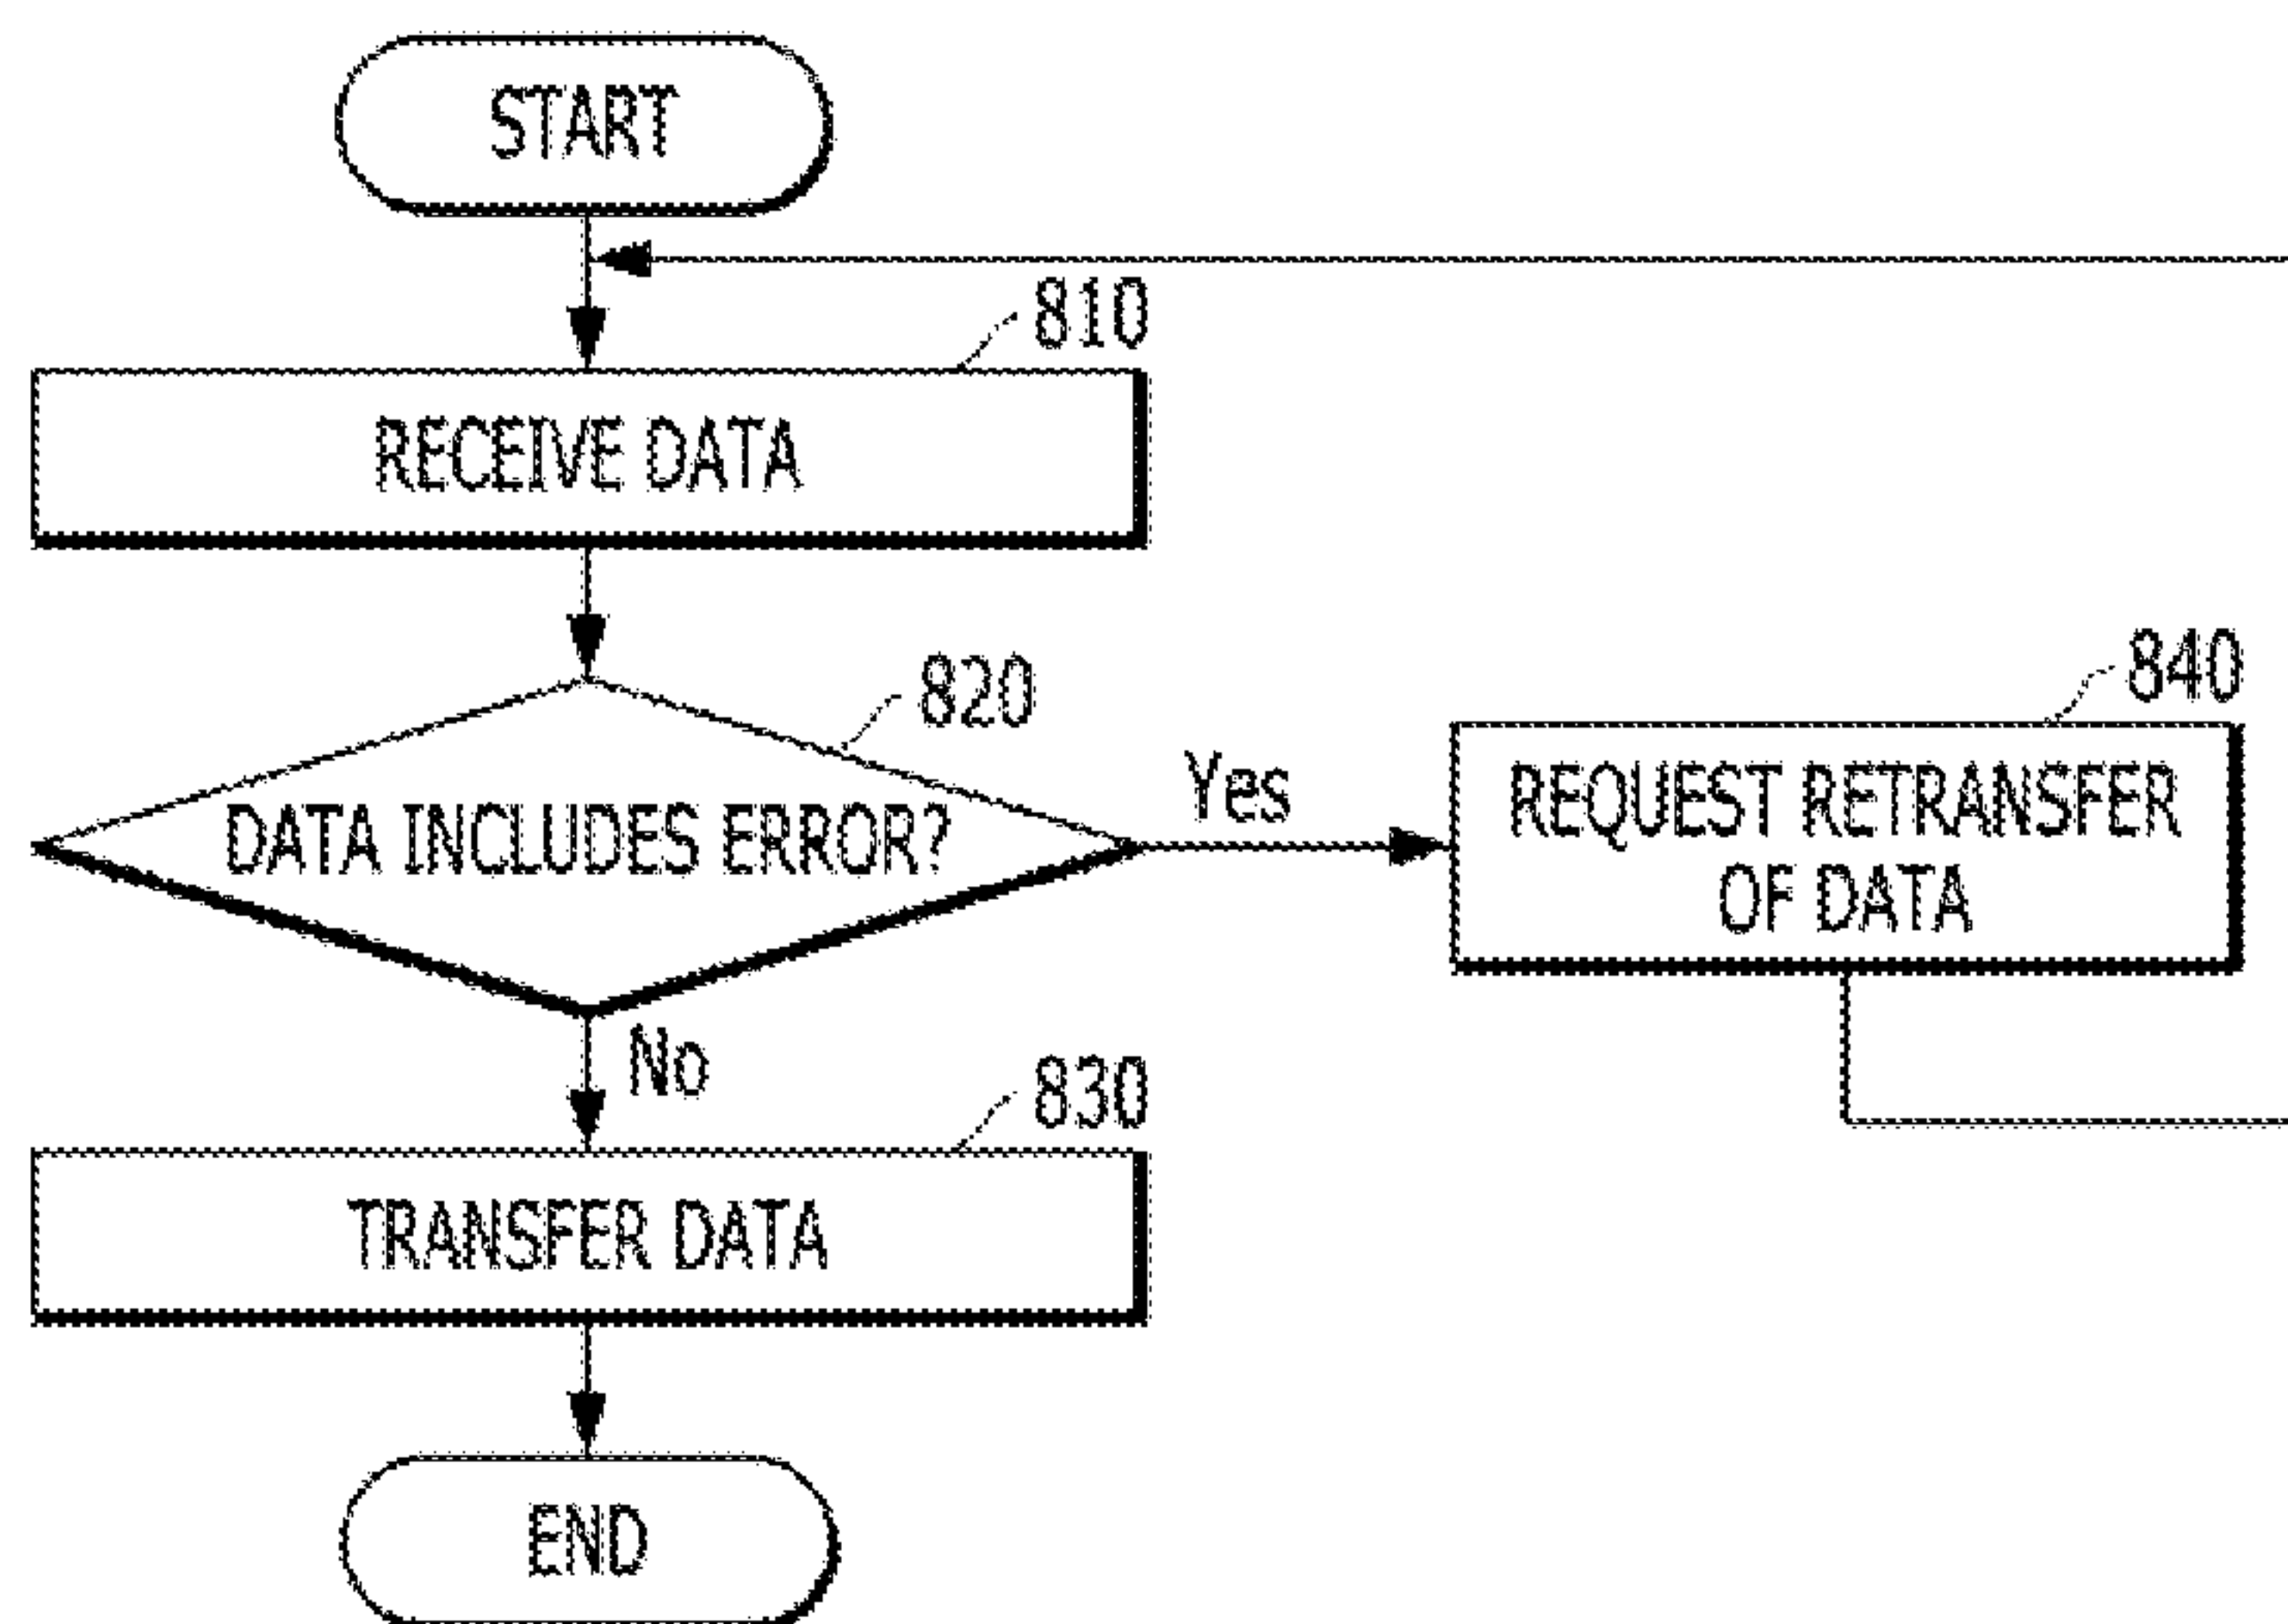 START
810
RECEIVE DATA
820
DATA INCLUDES ERROR?
Yes
840
REQUEST RETRANSFER
OF DATA
No
830
TRANSFER DATA
END